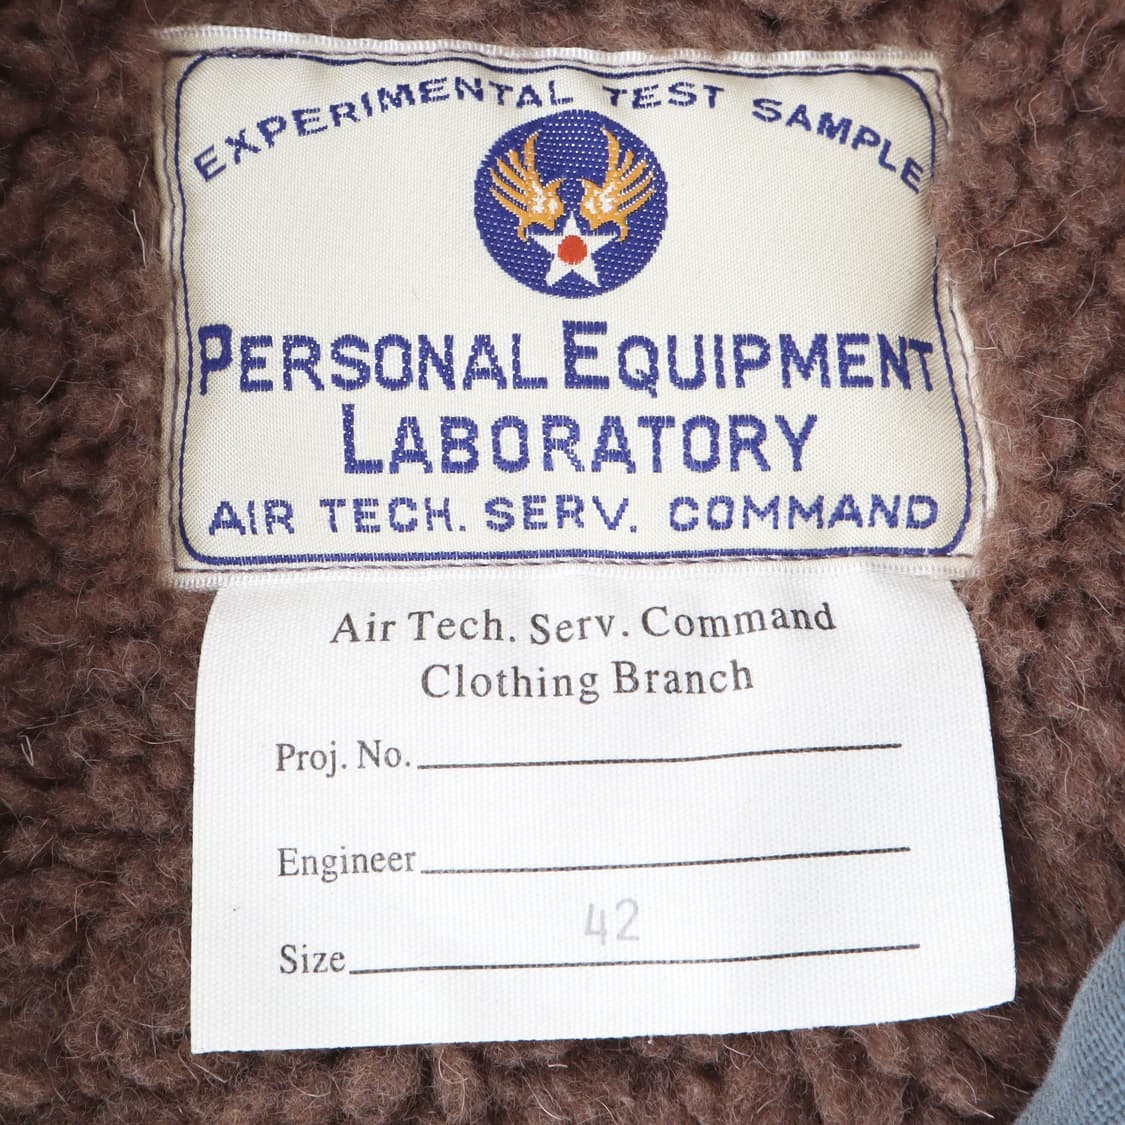 EXPERIMENTAL TEST SAMPLE
PERSONAL EQUIPMENT
LABORATORY
AIR TECH. SERV. COMMAND
Air Tech. Serv. Command
Clothing Branch
Proj. No.
Engineer
Size 42